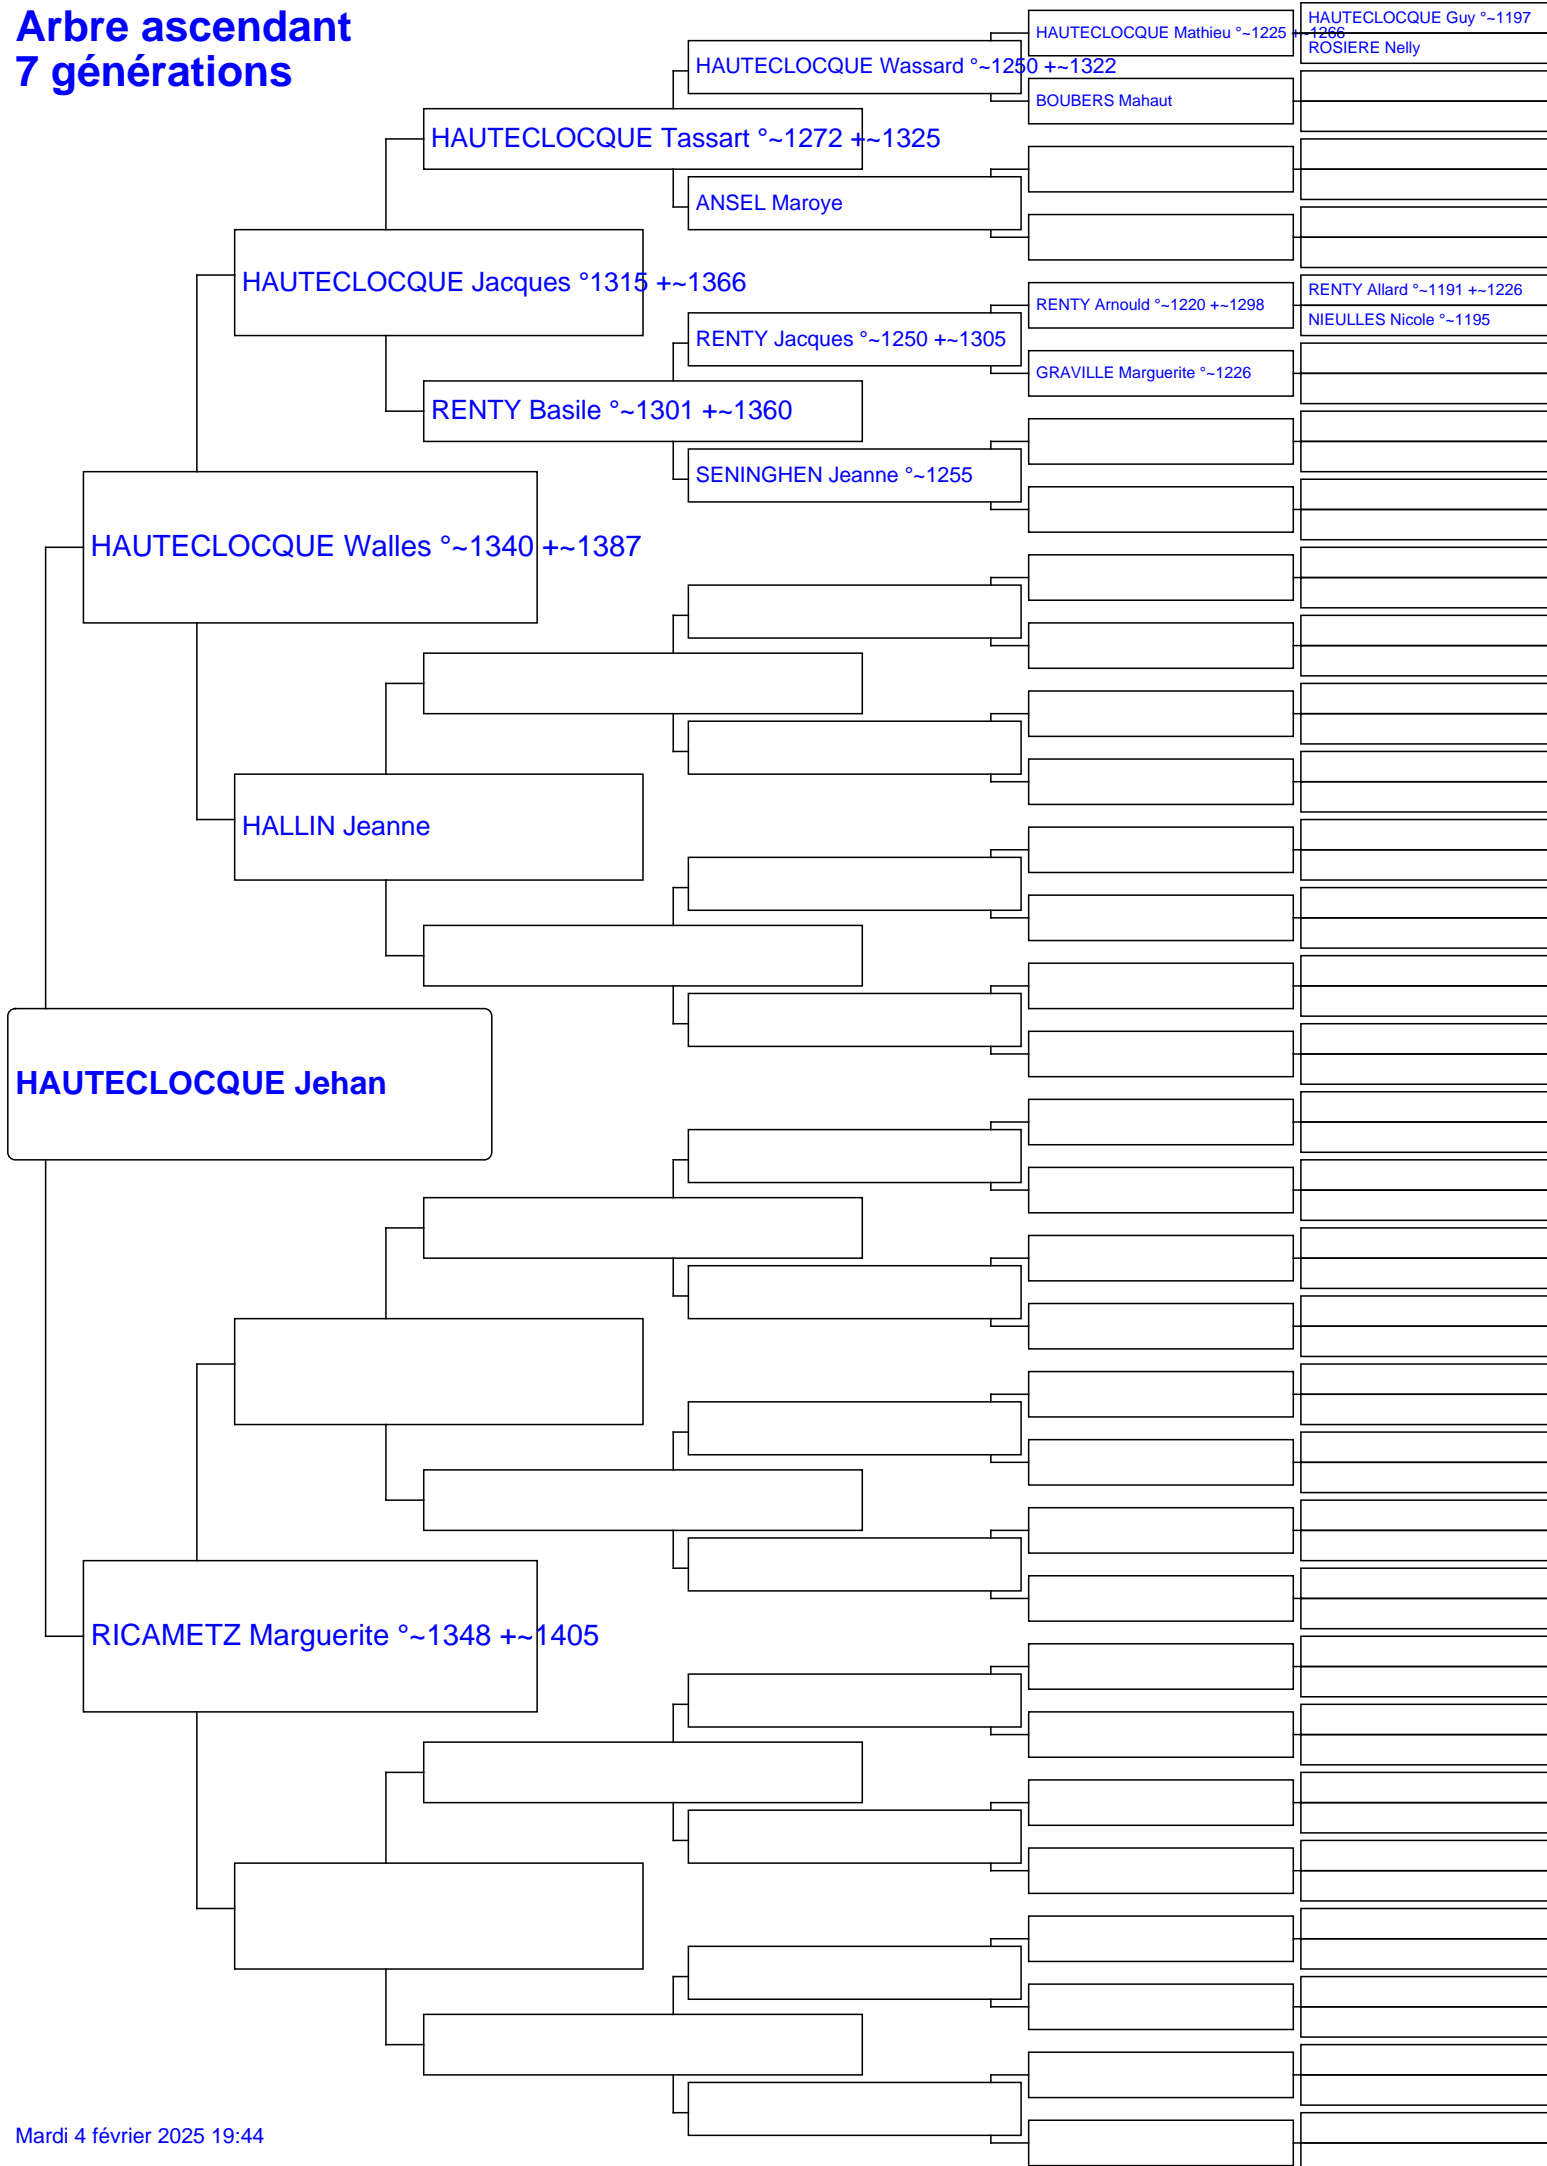 Arbre ascendant
7 générations
HAUTECLOCQUE Guy °~1197
HAUTECLOCQUE Mathieu °~1225 +~1266
ROSIERE Nelly
HAUTECLOCQUE Wassard °~1250 +~1322
BOUBERS Mahaut
HAUTECLOCQUE Tassart °~1272 +~1325
ANSEL Maroye
HAUTECLOCQUE Jacques °1315 +~1366
RENTY Allard °~1191 +~1226
RENTY Arnould °~1220 +~1298
NIEULLES Nicole °~1195
RENTY Jacques °~1250 +~1305
GRAVILLE Marguerite °~1226
RENTY Basile °~1301 +~1360
SENINGHEN Jeanne °~1255
HAUTECLOCQUE Walles °~1340 +~1387
HALLIN Jeanne
HAUTECLOCQUE Jehan
RICAMETZ Marguerite °~1348 +~1405
Mardi 4 février 2025 19:44